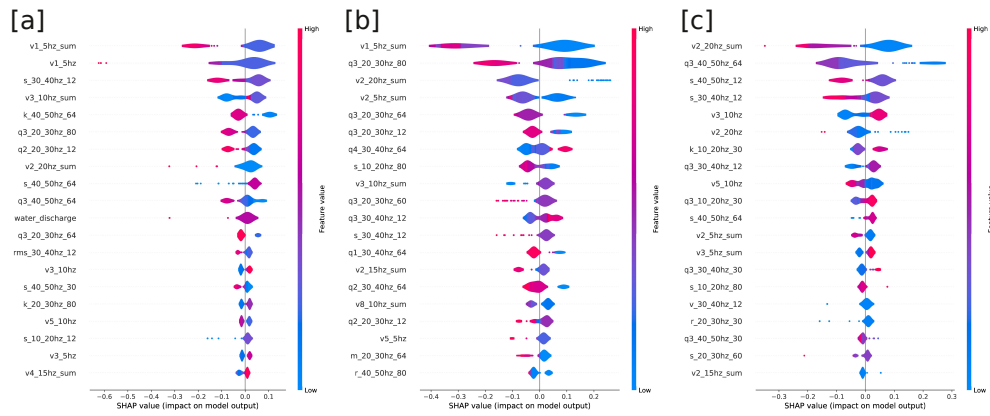 [a]
High
v1_5hz_sum
v1_5hz
s_30_40hz_12
v3_10hz_sum
k_40_50hz_64
q3_20_30hz_80
q2_20_30hz_12
v2_20hz_sum
s_40_50hz_64
q3_40_50hz_64
water_discharge
q3_20_30hz_64
rms_30_40hz_12
v3_10hz
s_40_50hz_30
k_20_30hz_80
v5_10hz
s_10_20hz_12
v3_5hz
v4_15hz_sum
Feature value
Low
−0.6 −0.5 −0.4 −0.3 −0.2 −0.1 0.0 0.1
SHAP value (impact on model output)
[b]
High
v1_5hz_sum
q3_20_30hz_80
v2_20hz_sum
v2_5hz_sum
q3_20_30hz_64
q3_20_30hz_12
q4_30_40hz_64
s_10_20hz_80
v3_10hz_sum
q3_20_30hz_60
q3_30_40hz_12
s_30_40hz_12
q1_30_40hz_64
v2_15hz_sum
q2_30_40hz_64
v8_10hz_sum
q2_20_30hz_12
v5_5hz
m_20_30hz_64
r_40_50hz_80
Feature value
Low
−0.4 −0.3 −0.2 −0.1 0.0 0.1 0.2
SHAP value (impact on model output)
[c]
High
v2_20hz_sum
q3_40_50hz_64
s_40_50hz_12
s_30_40hz_12
v3_10hz
v2_20hz
k_10_20hz_30
q3_30_40hz_12
v5_10hz
q3_10_20hz_30
s_40_50hz_64
v2_5hz_sum
v3_5hz_sum
q3_30_40hz_30
s_10_20hz_80
v_30_40hz_12
r_20_30hz_30
q3_40_50hz_30
s_20_30hz_60
v2_15hz_sum
Feature value
Low
−0.3 −0.2 −0.1 0.0 0.1 0.2 0.3
SHAP value (impact on model output)